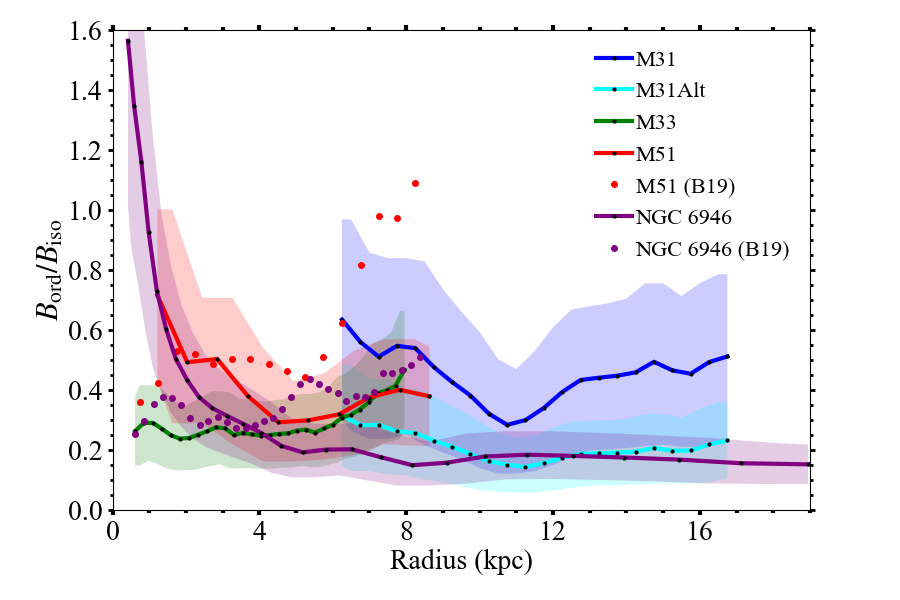 1.6
1.4
1.2
1.0
0.8
0.6
0.4
0.2
0.0
B_ord/B_iso
0 4 8 12 16
Radius (kpc)
M31
M31Alt
M33
M51
M51 (B19)
NGC 6946
NGC 6946 (B19)